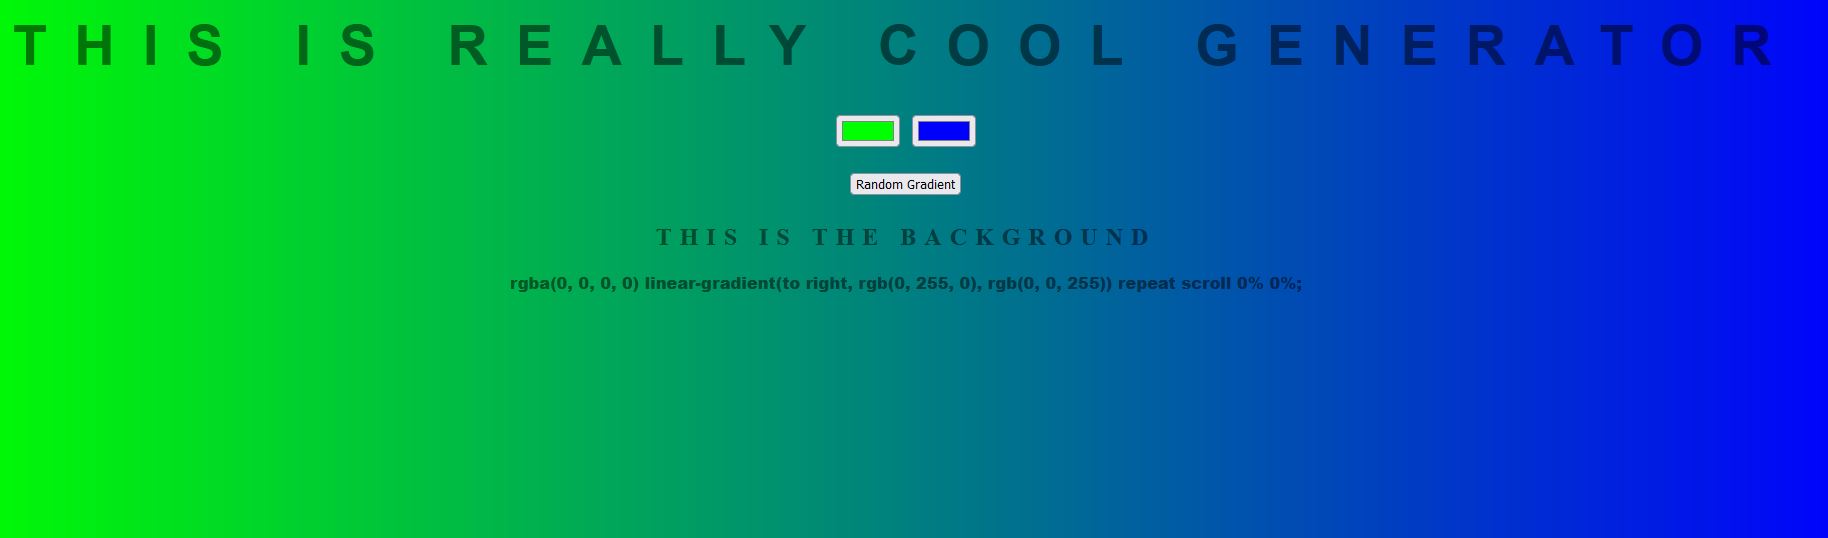 THIS IS REALLY COOL GENERATOR
Random Gradient
THIS IS THE BACKGROUND
rgba(0, 0, 0, 0) linear-gradient(to right, rgb(0, 255, 0), rgb(0, 0, 255)) repeat scroll 0% 0%;